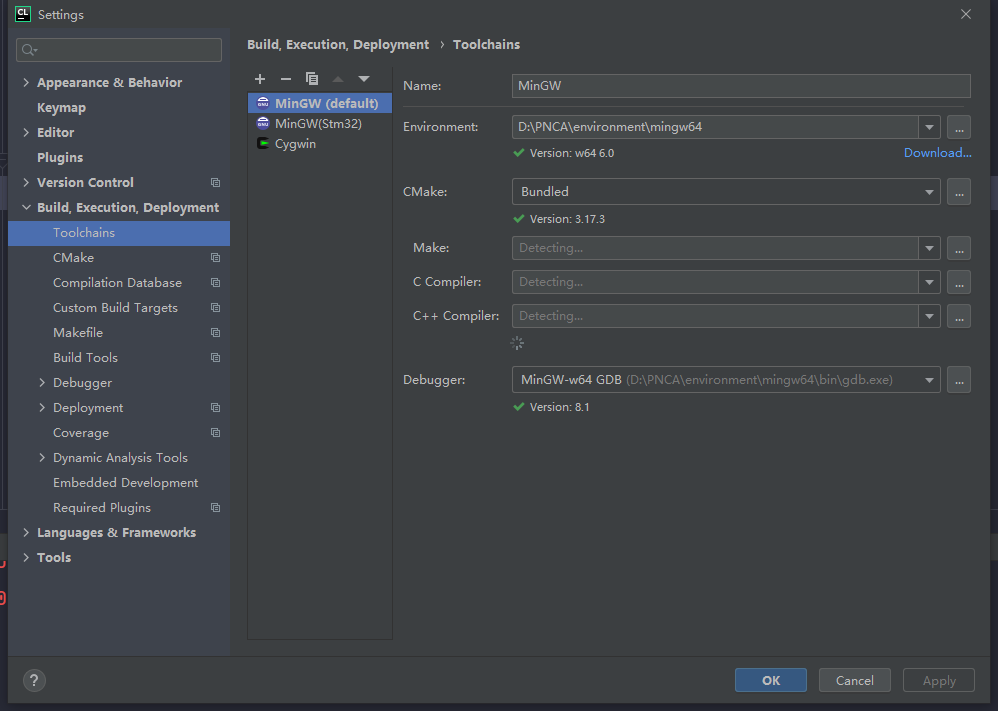 CL Settings
Build, Execution, Deployment › Toolchains
Appearance & Behavior
Keymap
Editor
Plugins
Version Control
Build, Execution, Deployment
Toolchains
CMake
Compilation Database
Custom Build Targets
Makefile
Build Tools
Debugger
Deployment
Coverage
Dynamic Analysis Tools
Embedded Development
Required Plugins
Languages & Frameworks
Tools
MinGW (default)
MinGW(Stm32)
Cygwin
Name: MinGW
Environment: D:\PNCA\environment\mingw64 ...
Version: w64 6.0 Download...
CMake: Bundled ...
Version: 3.17.3
Make: Detecting... ...
C Compiler: Detecting... ...
C++ Compiler: Detecting... ...
Debugger: MinGW-w64 GDB (D:\PNCA\environment\mingw64\bin\gdb.exe) ...
Version: 8.1
? OK Cancel Apply